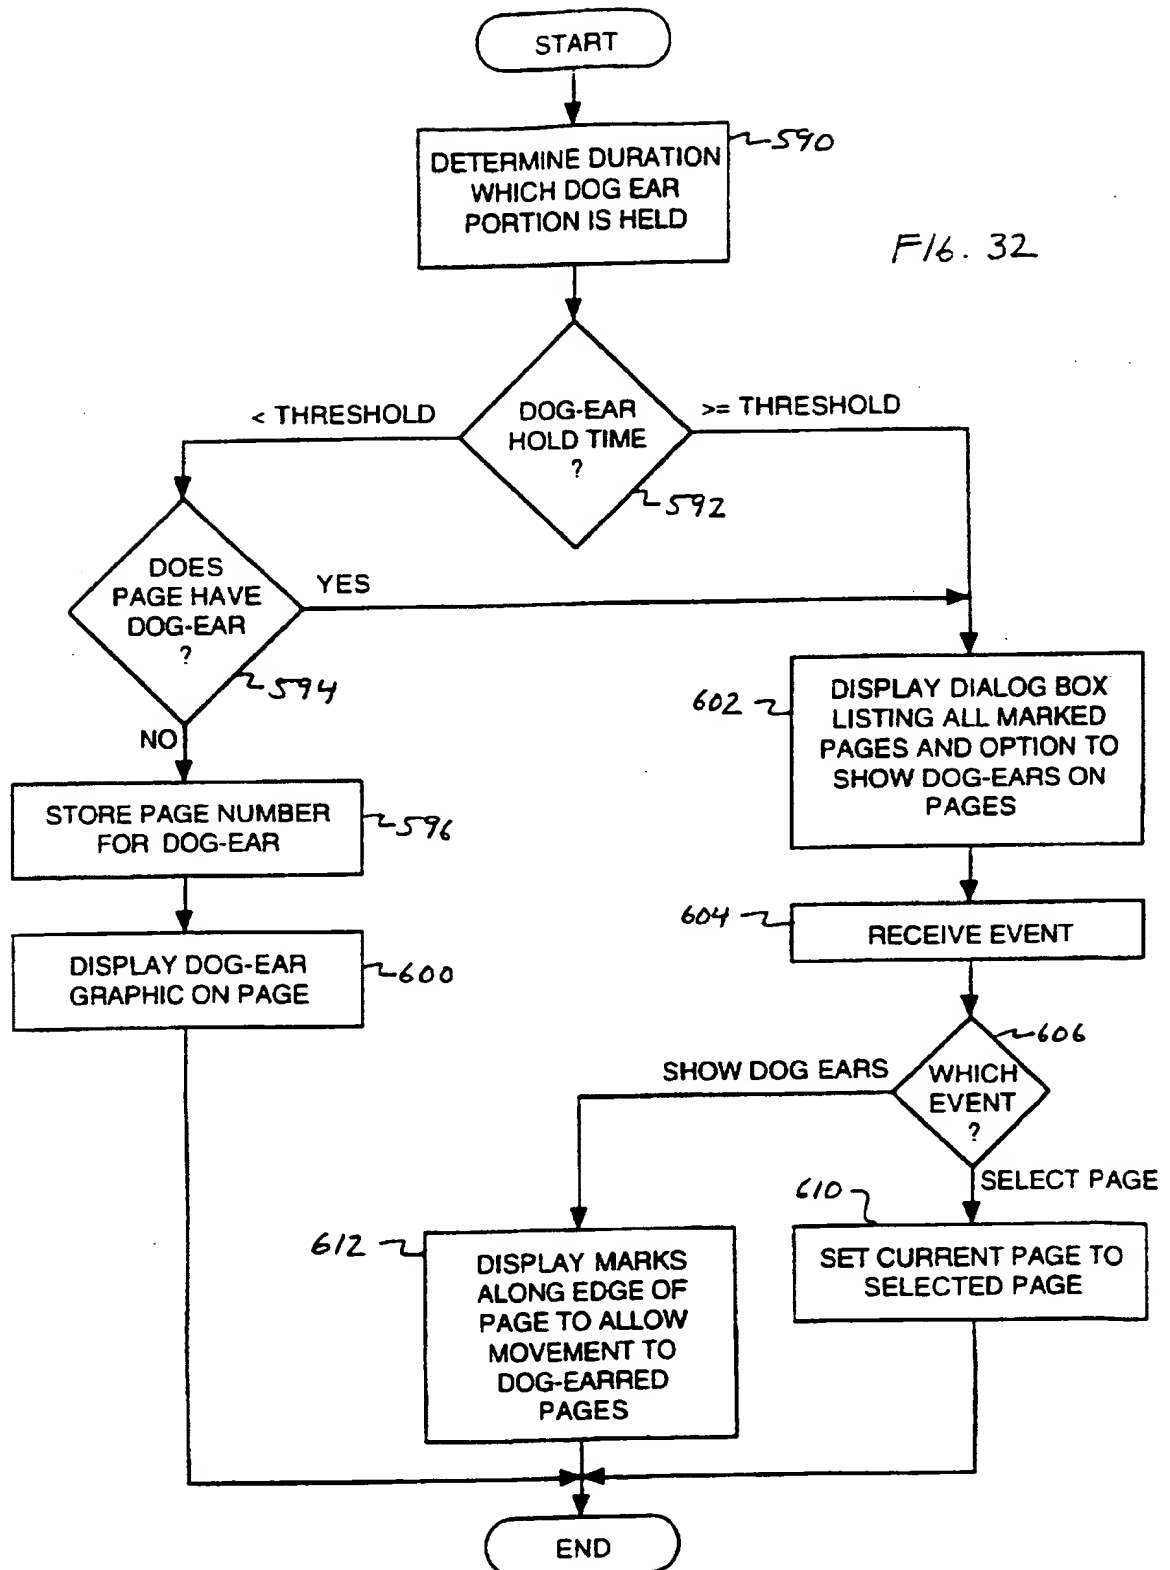 START
DETERMINE DURATION
WHICH DOG EAR
PORTION IS HELD
590
FIG. 32
< THRESHOLD
DOG-EAR
HOLD TIME
?
>= THRESHOLD
592
DOES
PAGE HAVE
DOG-EAR
?
YES
594
NO
602
DISPLAY DIALOG BOX
LISTING ALL MARKED
PAGES AND OPTION TO
SHOW DOG-EARS ON
PAGES
STORE PAGE NUMBER
FOR DOG-EAR
596
604
RECEIVE EVENT
DISPLAY DOG-EAR
GRAPHIC ON PAGE
600
606
SHOW DOG EARS
WHICH
EVENT
?
SELECT PAGE
610
612
DISPLAY MARKS
ALONG EDGE OF
PAGE TO ALLOW
MOVEMENT TO
DOG-EARRED
PAGES
SET CURRENT PAGE TO
SELECTED PAGE
END